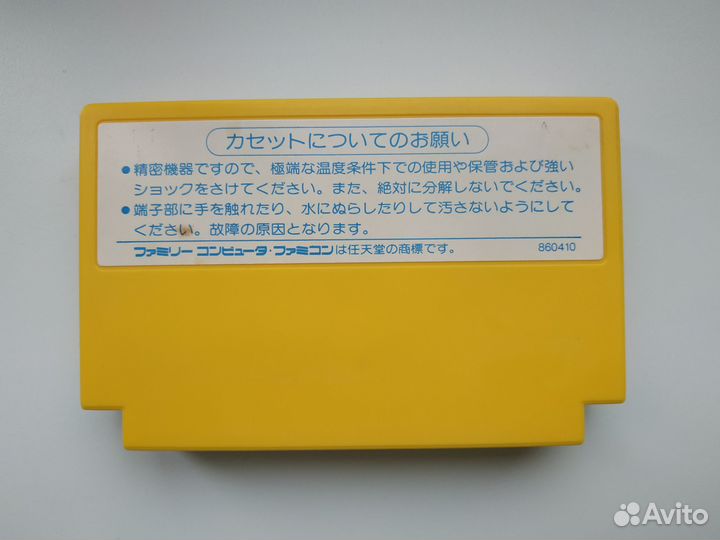 カセットについてのお願い
●精密機器ですので、極端な温度条件下での使用や保管および強い
ショックをさけてください。また、絶対に分解しないでください。
●端子部に手を触れたり、水にぬらしたりして汚さないようにして
ください。故障の原因となります。
ファミリーコンピュータ・ファミコンは任天堂の商標です。 860410
Avito